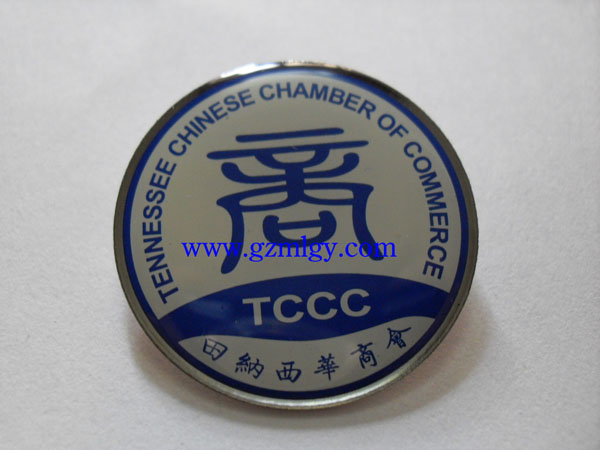 TENNESSEE CHINESE CHAMBER OF COMMERCE
商
www.gzmlgy.com
TCCC
田納西華商會